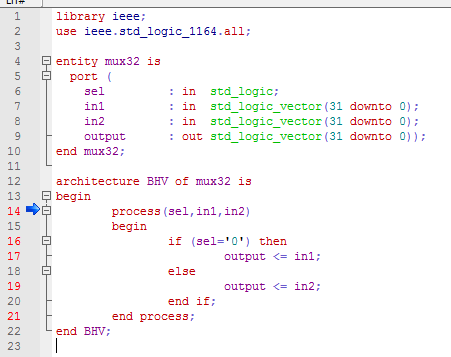 Ln#
1 library ieee;
2 use ieee.std_logic_1164.all;
3
4 entity mux32 is
5   port (
6     sel         : in  std_logic;
7     in1         : in  std_logic_vector(31 downto 0);
8     in2         : in  std_logic_vector(31 downto 0);
9     output      : out std_logic_vector(31 downto 0));
10 end mux32;
11
12 architecture BHV of mux32 is
13 begin
14         process(sel,in1,in2)
15         begin
16                 if (sel='0') then
17                         output <= in1;
18                 else
19                         output <= in2;
20                 end if;
21         end process;
22 end BHV;
23